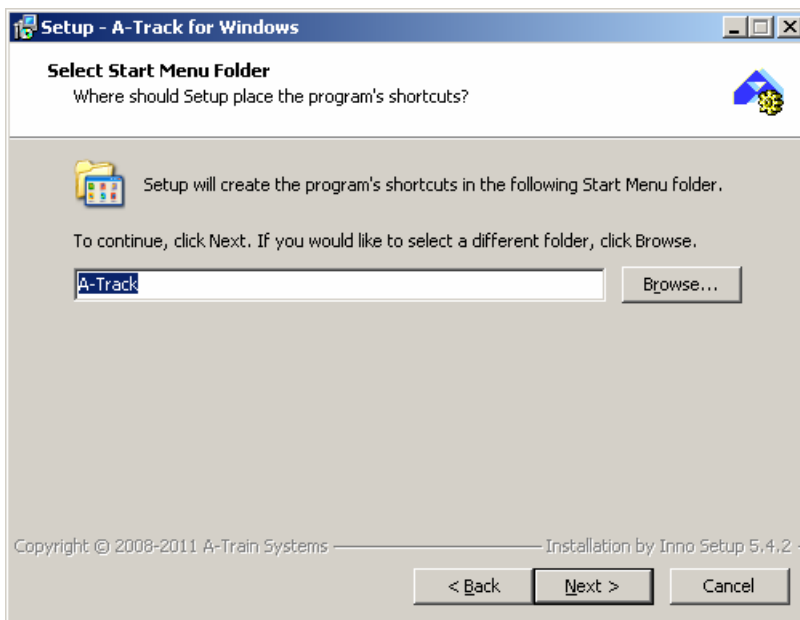 Setup - A-Track for Windows
Select Start Menu Folder
Where should Setup place the program's shortcuts?
Setup will create the program's shortcuts in the following Start Menu folder.
To continue, click Next. If you would like to select a different folder, click Browse.
A-Track
Browse...
Copyright © 2008-2011 A-Train Systems
Installation by Inno Setup 5.4.2
< Back
Next >
Cancel